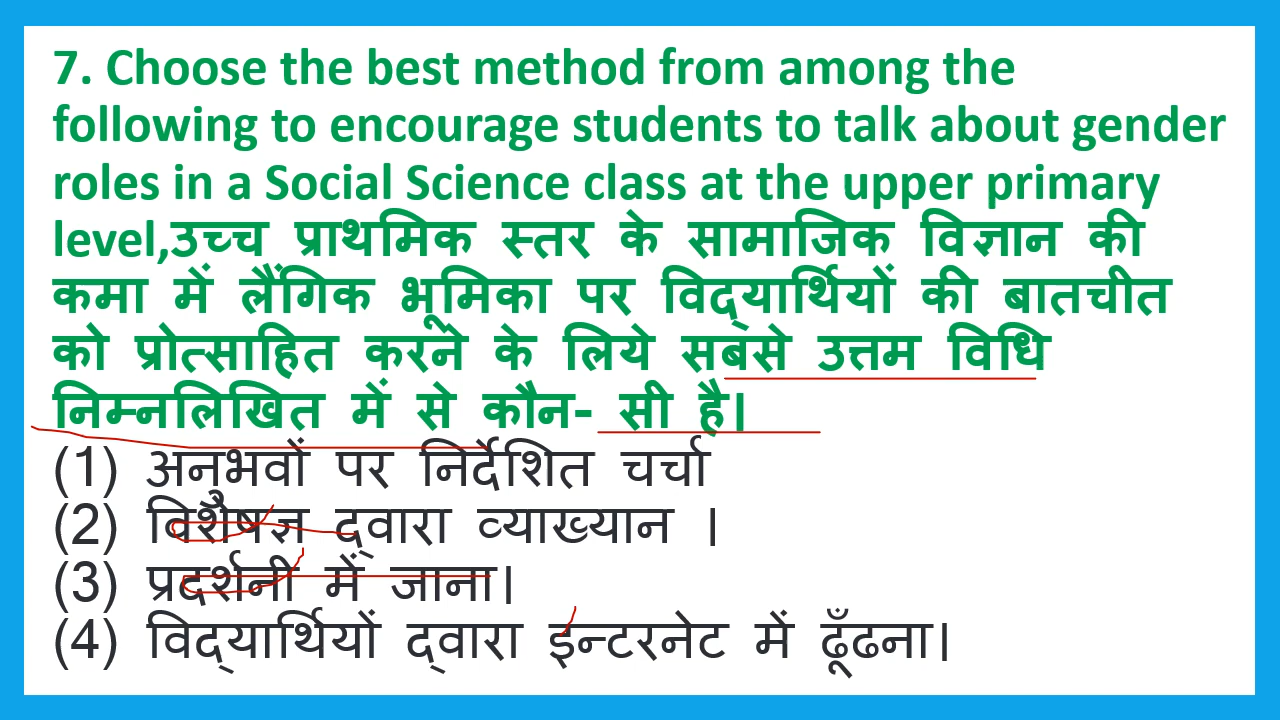 7. Choose the best method from among the
following to encourage students to talk about gender
roles in a Social Science class at the upper primary
level,उच्च प्राथमिक स्तर के सामाजिक विज्ञान की
कमा में लैंगिक भूमिका पर विद्यार्थियों की बातचीत
को प्रोत्साहित करने के लिये सबसे उत्तम विधि
निम्नलिखित में से कौन- सी है।
(1) अनुभवों पर निर्देशित चर्चा
(2) विशेषज्ञ द्वारा व्याख्यान ।
(3) प्रदर्शनी में जाना।
(4) विद्यार्थियों द्वारा इन्टरनेट में ढूँढना।